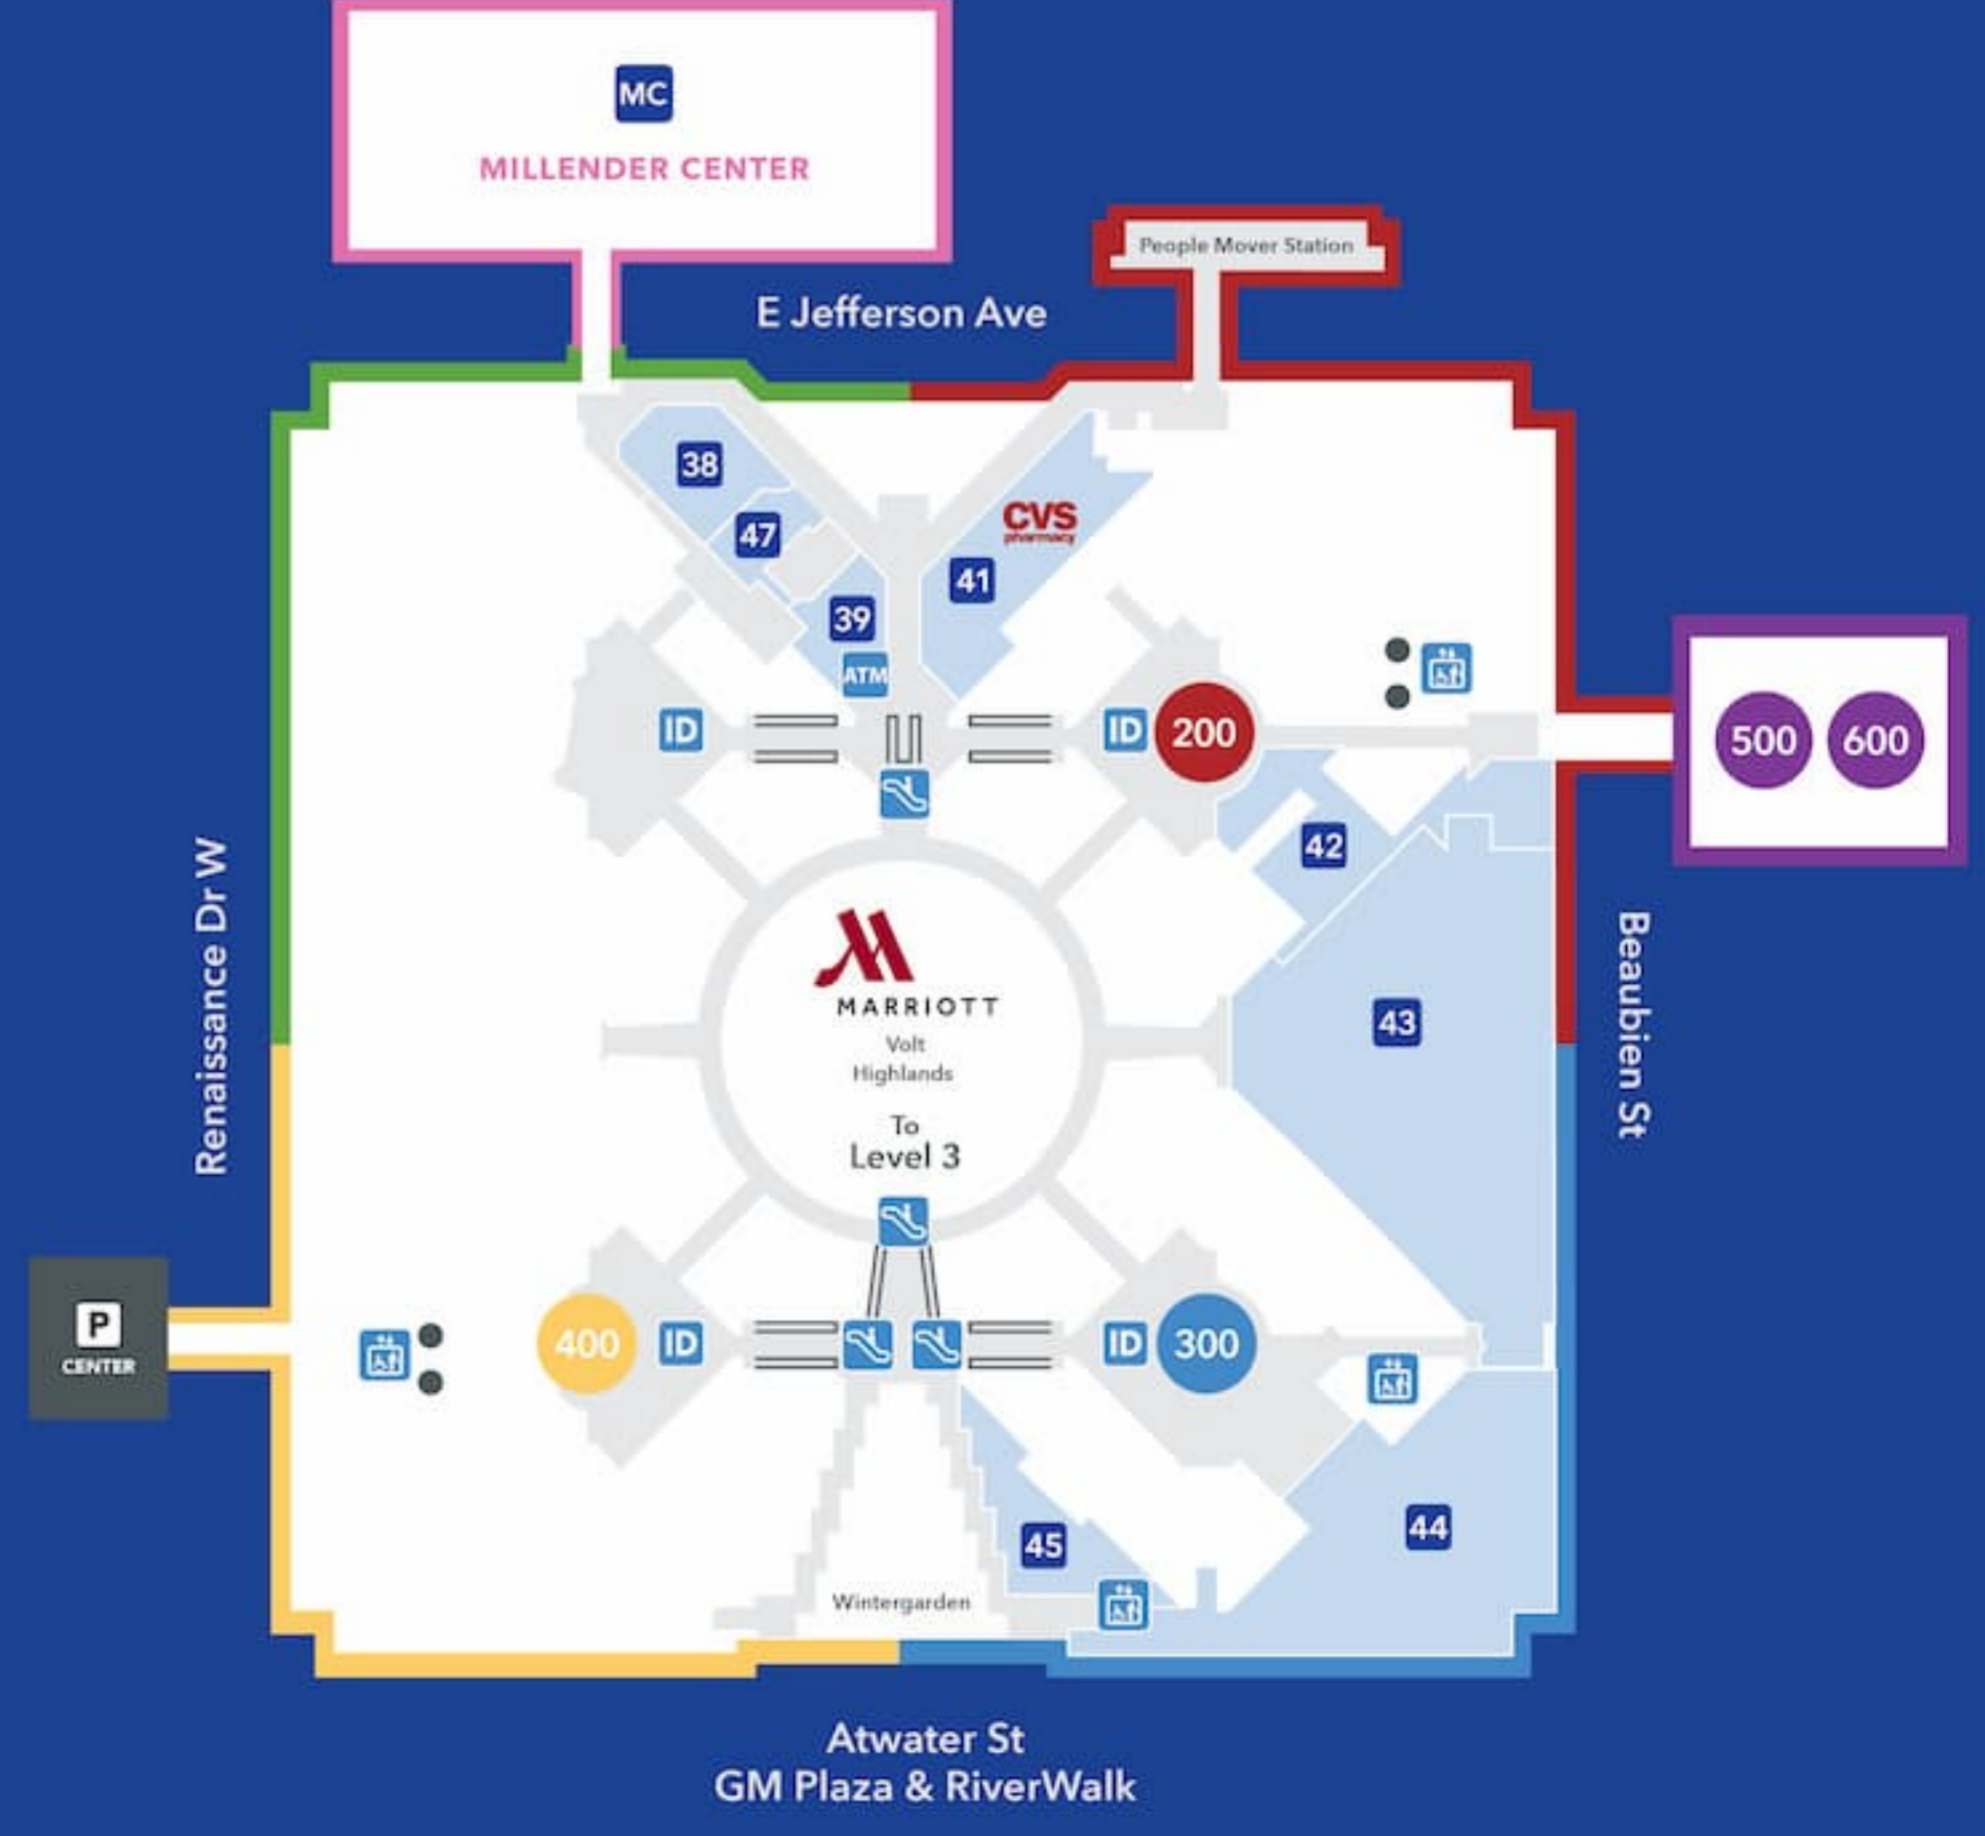 MC
MILLENDER CENTER
People Mover Station
E Jefferson Ave
38
47
CVS
pharmacy
41
39
ATM
ID
ID
200
500
600
42
Renaissance Dr W
MARRIOTT
Volt
Highlands
To
Level 3
43
Beaubien St
P
CENTER
400
ID
ID
300
44
45
Wintergarden
Atwater St
GM Plaza & RiverWalk